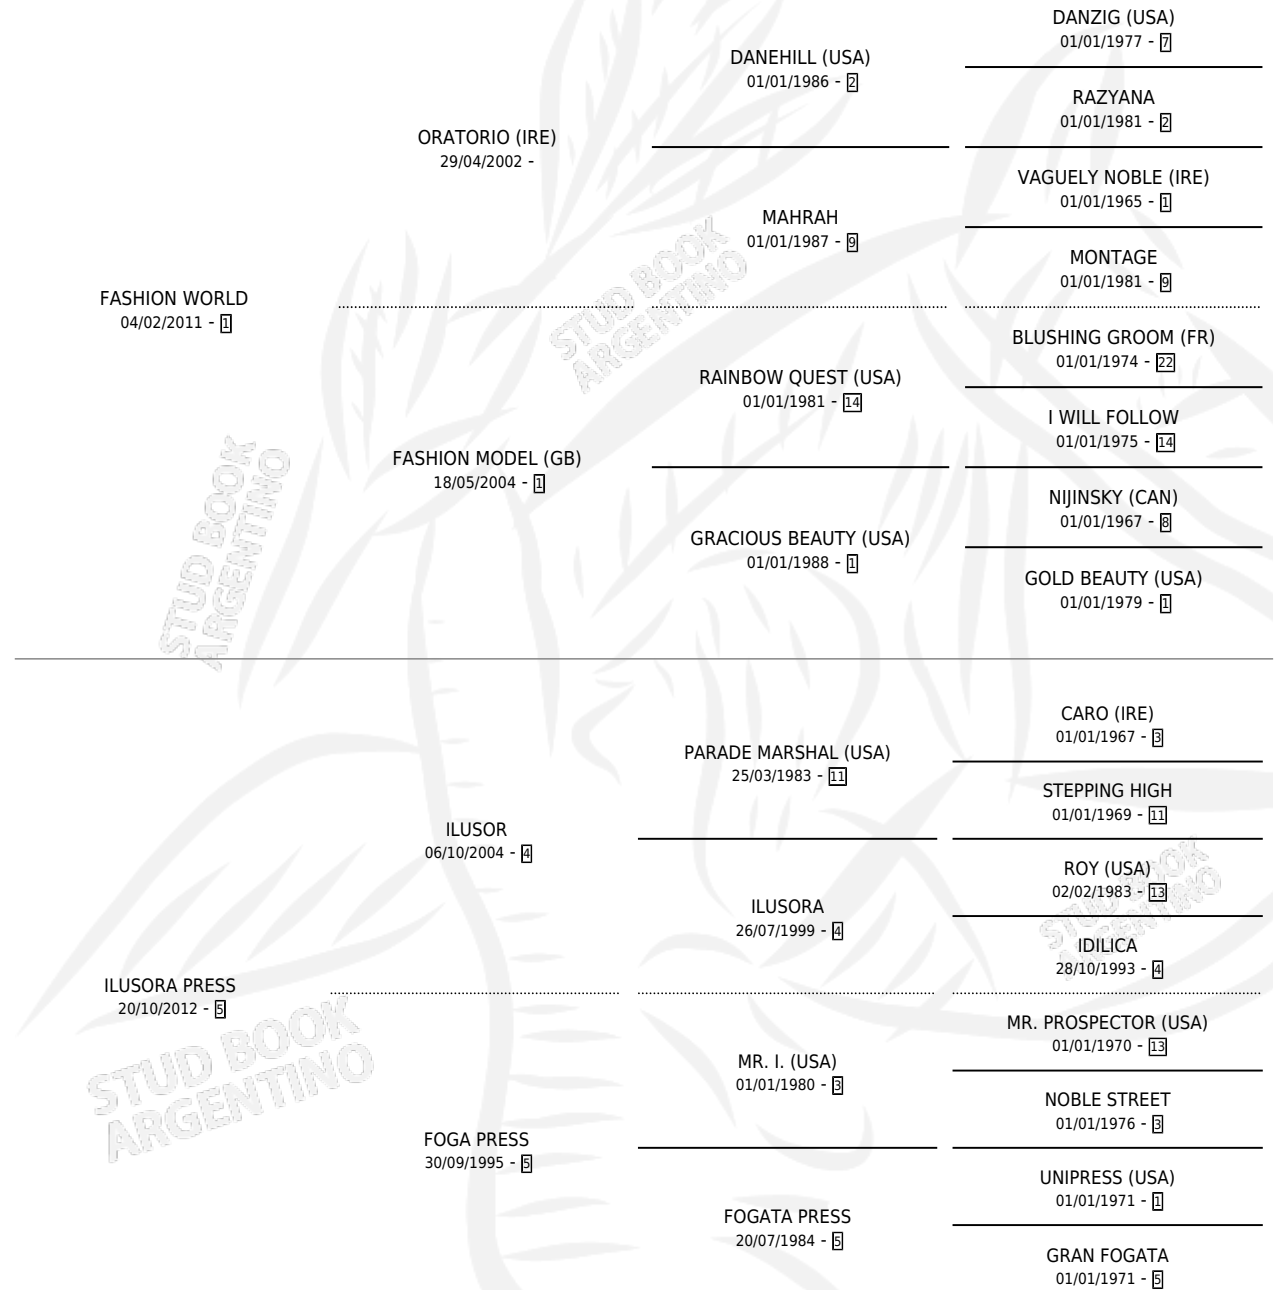 DANZIG (USA)
01/01/1977 - 7
DANEHILL (USA)
01/01/1986 - 2
RAZYANA
01/01/1981 - 2
ORATORIO (IRE)
29/04/2002 -
VAGUELY NOBLE (IRE)
01/01/1965 - 1
MAHRAH
01/01/1987 - 9
MONTAGE
01/01/1981 - 9
FASHION WORLD
04/02/2011 - 1
STUD BOOK
ARGENTINO
BLUSHING GROOM (FR)
01/01/1974 - 22
RAINBOW QUEST (USA)
01/01/1981 - 14
I WILL FOLLOW
01/01/1975 - 14
FASHION MODEL (GB)
18/05/2004 - 1
NIJINSKY (CAN)
01/01/1967 - 8
GRACIOUS BEAUTY (USA)
01/01/1988 - 1
GOLD BEAUTY (USA)
01/01/1979 - 1
STUD BOOK
ARGENTINO
CARO (IRE)
01/01/1967 - 3
PARADE MARSHAL (USA)
25/03/1983 - 11
STEPPING HIGH
01/01/1969 - 11
ILUSOR
06/10/2004 - 4
ROY (USA)
02/02/1983 - 13
ILUSORA
26/07/1999 - 4
IDILICA
28/10/1993 - 4
STUD BOOK
ARGENTINO
ILUSORA PRESS
20/10/2012 - 5
STUD BOOK
ARGENTINO
MR. PROSPECTOR (USA)
01/01/1970 - 13
MR. I. (USA)
01/01/1980 - 3
NOBLE STREET
01/01/1976 - 3
FOGA PRESS
30/09/1995 - 5
UNIPRESS (USA)
01/01/1971 - 1
FOGATA PRESS
20/07/1984 - 5
GRAN FOGATA
01/01/1971 - 5